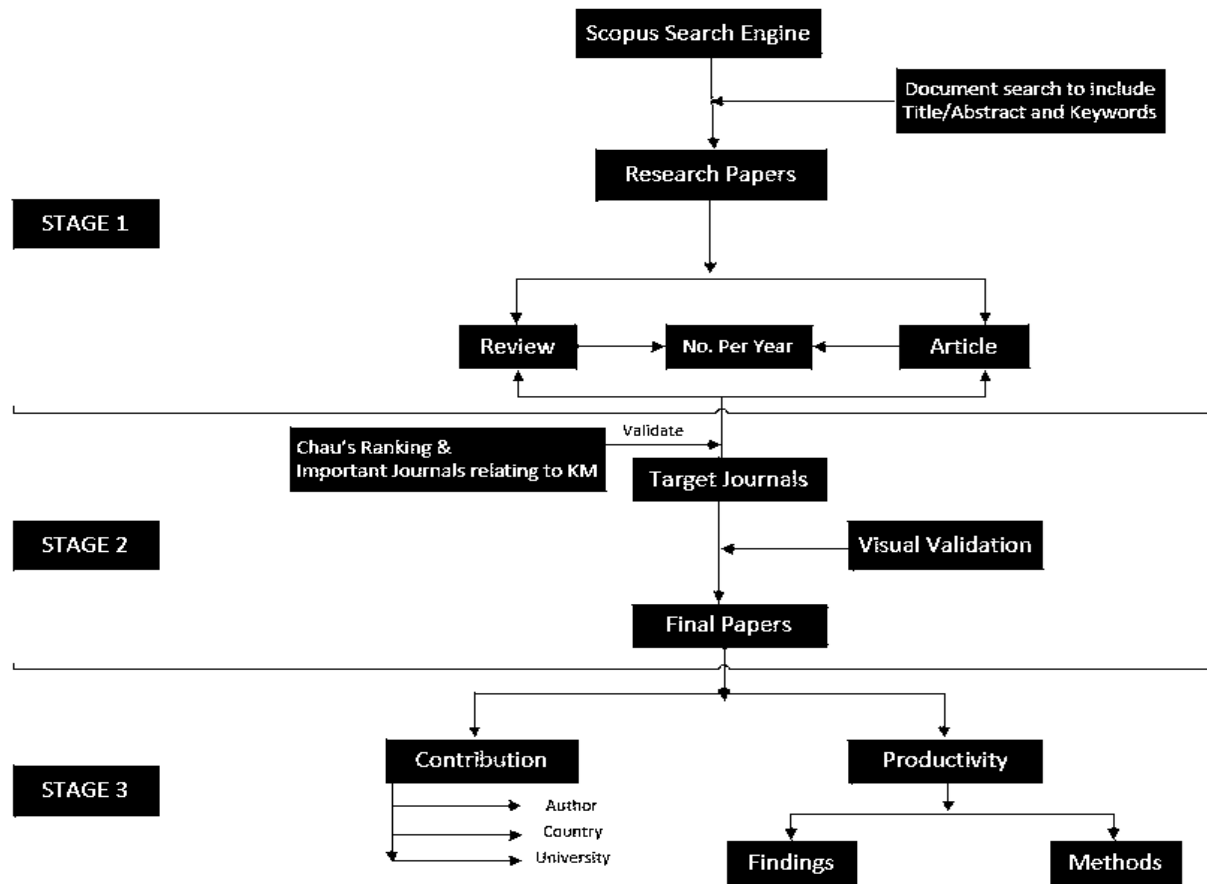 Scopus Search Engine
Document search to include
Title/Abstract and Keywords
Research Papers
STAGE 1
Review
No. Per Year
Article
Validate
Chau's Ranking &
Important Journals relating to KM
Target Journals
STAGE 2
Visual Validation
Final Papers
Contribution
Productivity
STAGE 3
Author
Country
University
Findings
Methods